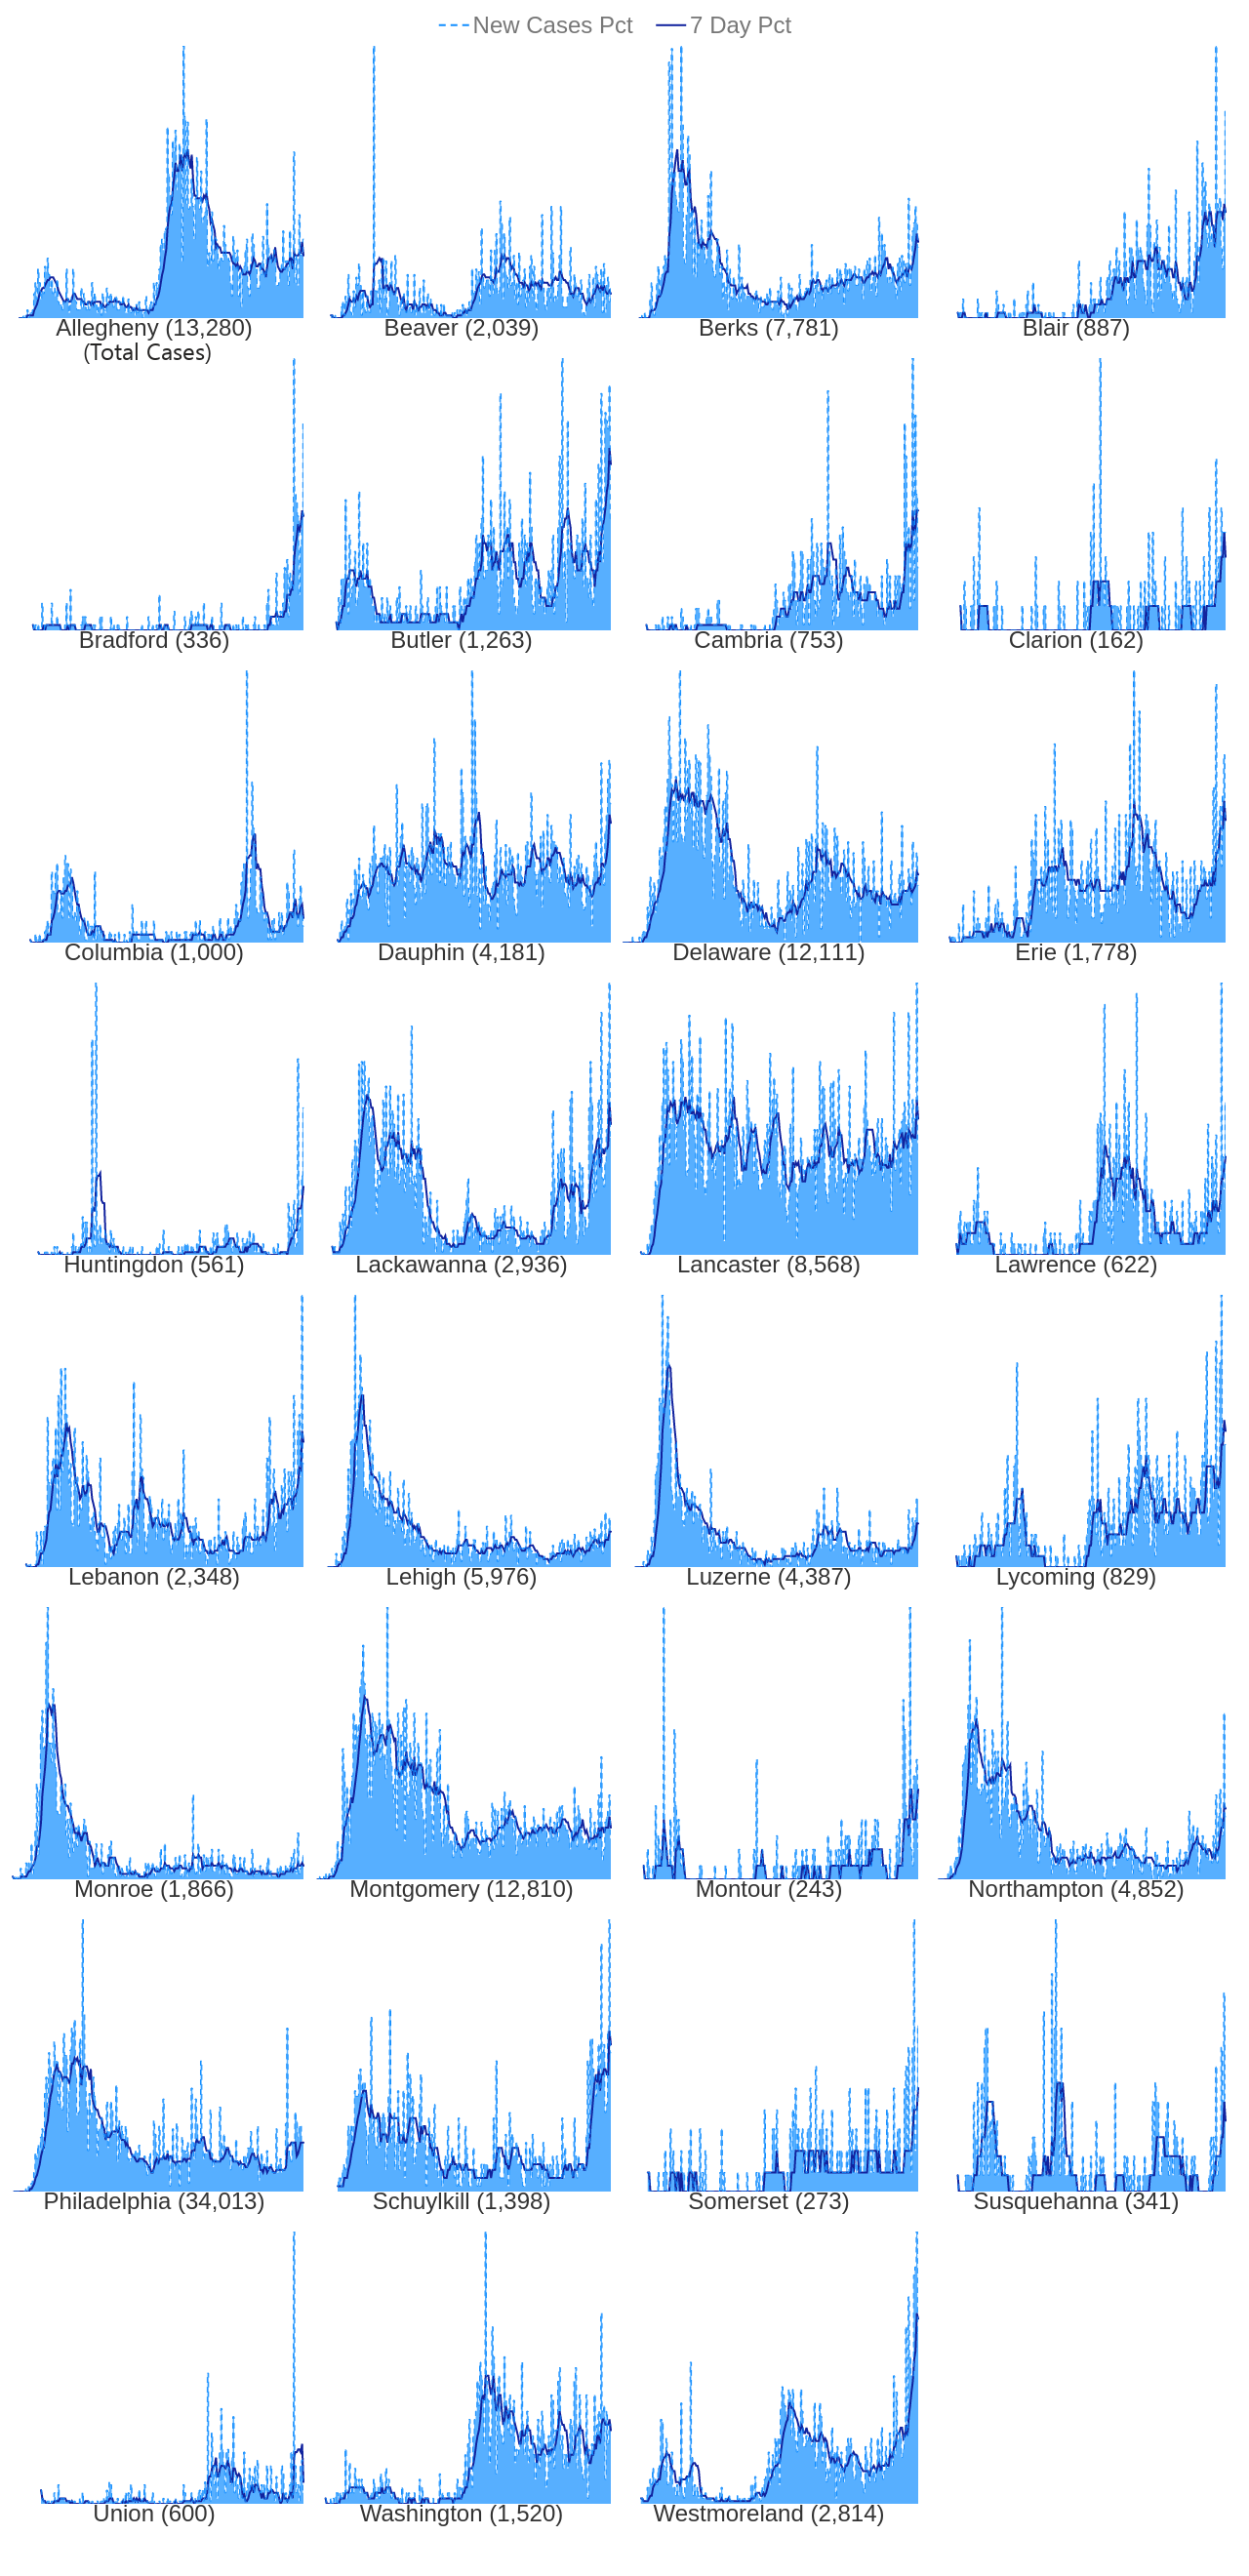 New Cases Pct 7 Day Pct
Allegheny (13,280) Beaver (2,039) Berks (7,781) Blair (887)
(Total Cases)
Bradford (336) Butler (1,263) Cambria (753) Clarion (162)
Columbia (1,000) Dauphin (4,181) Delaware (12,111) Erie (1,778)
Huntingdon (561) Lackawanna (2,936) Lancaster (8,568) Lawrence (622)
Lebanon (2,348) Lehigh (5,976) Luzerne (4,387) Lycoming (829)
Monroe (1,866) Montgomery (12,810) Montour (243) Northampton (4,852)
Philadelphia (34,013) Schuylkill (1,398) Somerset (273) Susquehanna (341)
Union (600) Washington (1,520) Westmoreland (2,814)